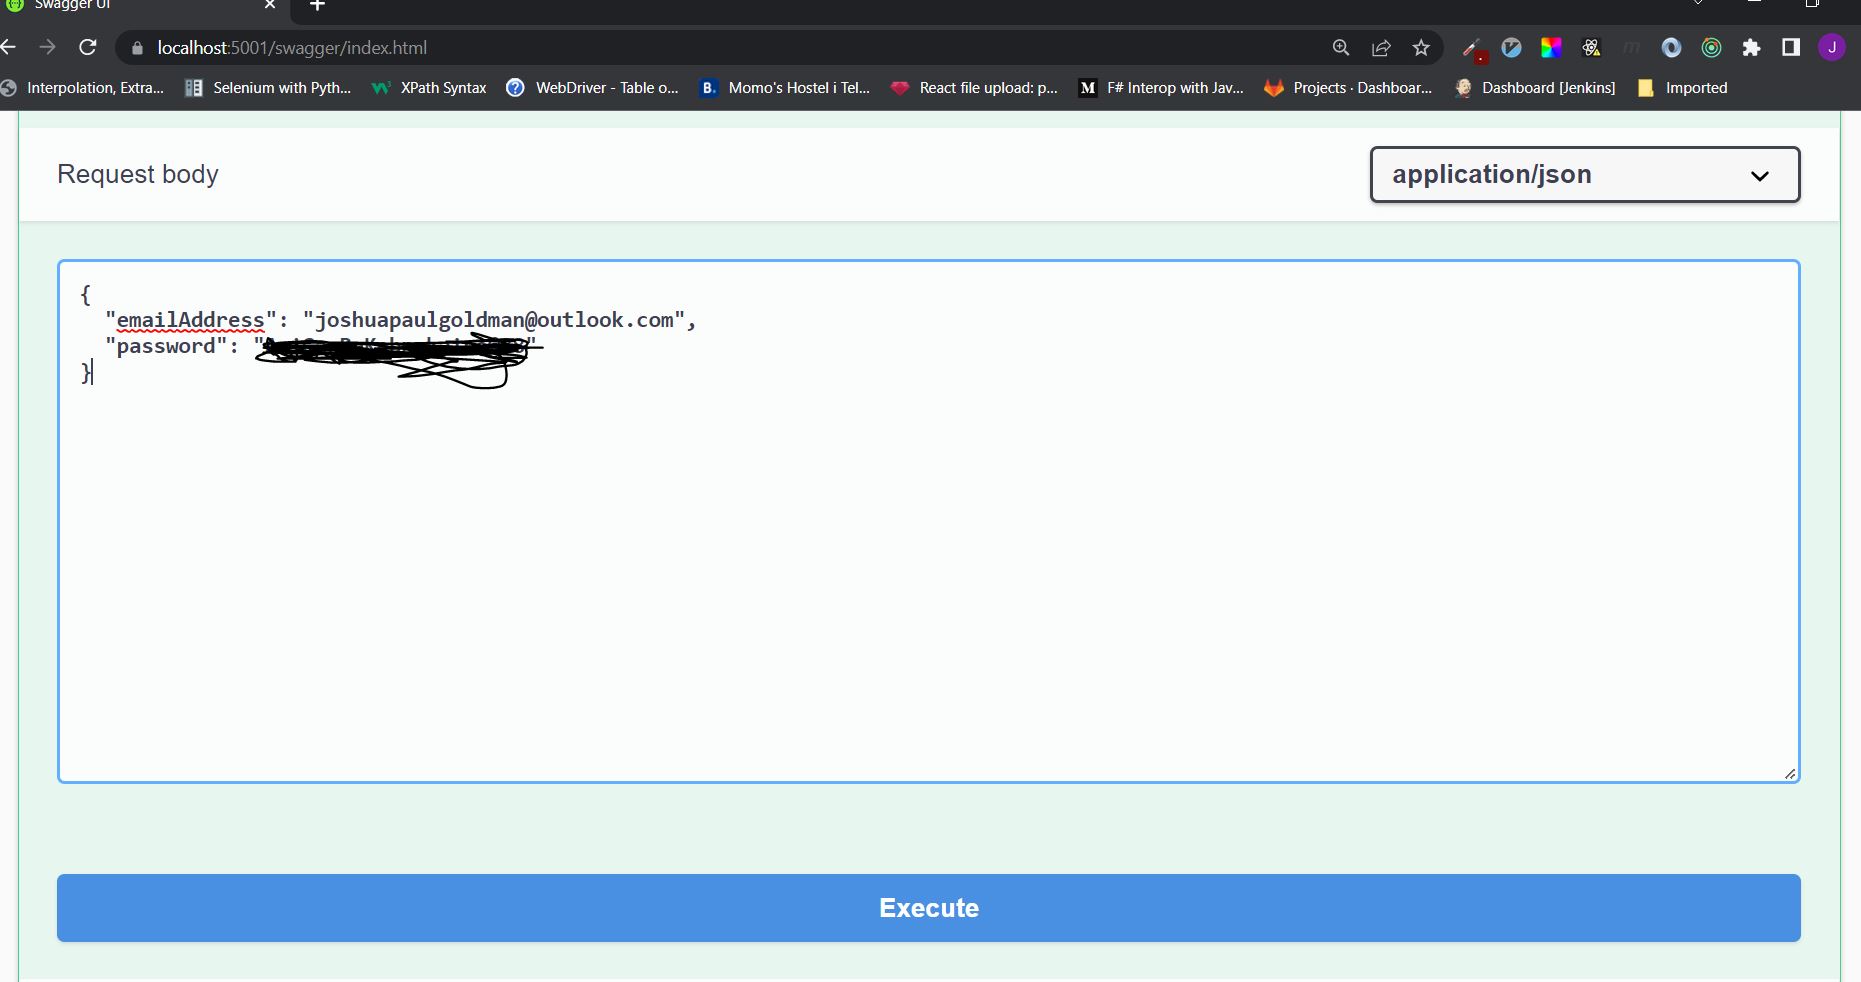 Swagger UI
localhost:5001/swagger/index.html
J
Interpolation, Extra... Selenium with Pyth... XPath Syntax WebDriver - Table o... B. Momo's Hostel i Tel... React file upload: p... M F# Interop with Jav... Projects · Dashboar... Dashboard [Jenkins] Imported
Request body
application/json
{
"emailAddress": "joshuapaulgoldman@outlook.com",
"password": " "
}
Execute